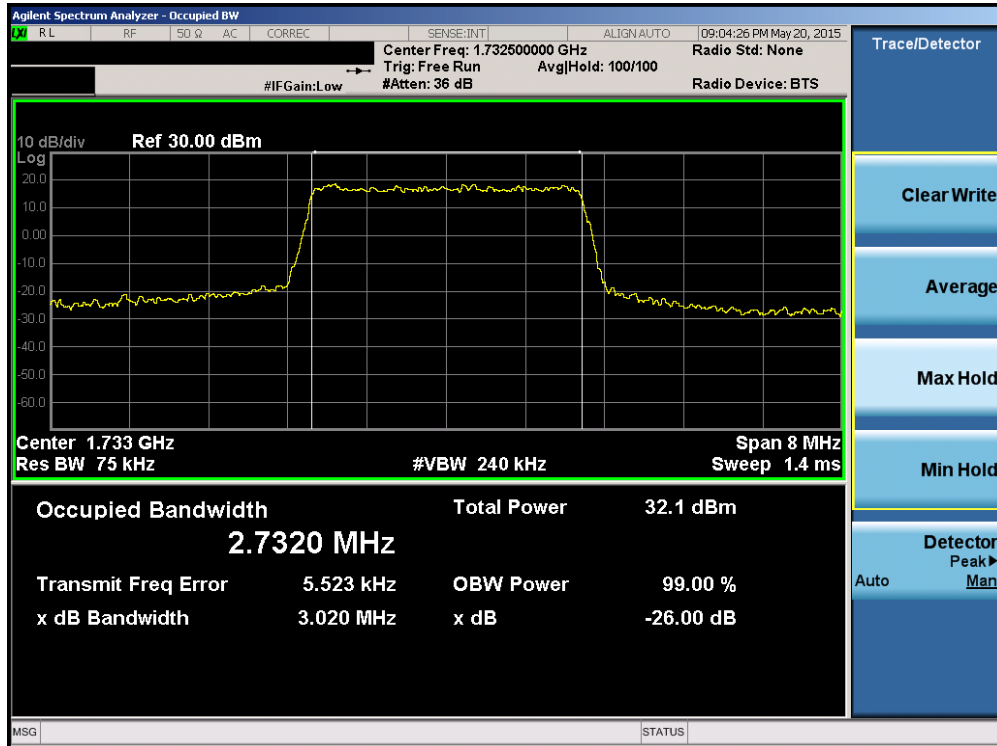 Agilent Spectrum Analyzer - Occupied BW
LXI RL RF 50 Ω AC CORREC SENSE:INT ALIGN AUTO 09:04:26 PM May 20, 2015
Center Freq: 1.732500000 GHz Radio Std: None
Trig: Free Run Avg|Hold: 100/100
#IFGain:Low #Atten: 36 dB Radio Device: BTS
10 dB/div Ref 30.00 dBm
Log
20.0
10.0
0.00
-10.0
-20.0
-30.0
-40.0
-50.0
-60.0
Center 1.733 GHz Span 8 MHz
Res BW 75 kHz #VBW 240 kHz Sweep 1.4 ms
Occupied Bandwidth Total Power 32.1 dBm
2.7320 MHz
Transmit Freq Error 5.523 kHz OBW Power 99.00 %
x dB Bandwidth 3.020 MHz x dB -26.00 dB
MSG STATUS
Trace/Detector
Clear Write
Average
Max Hold
Min Hold
Detector
Peak▶
Auto Man